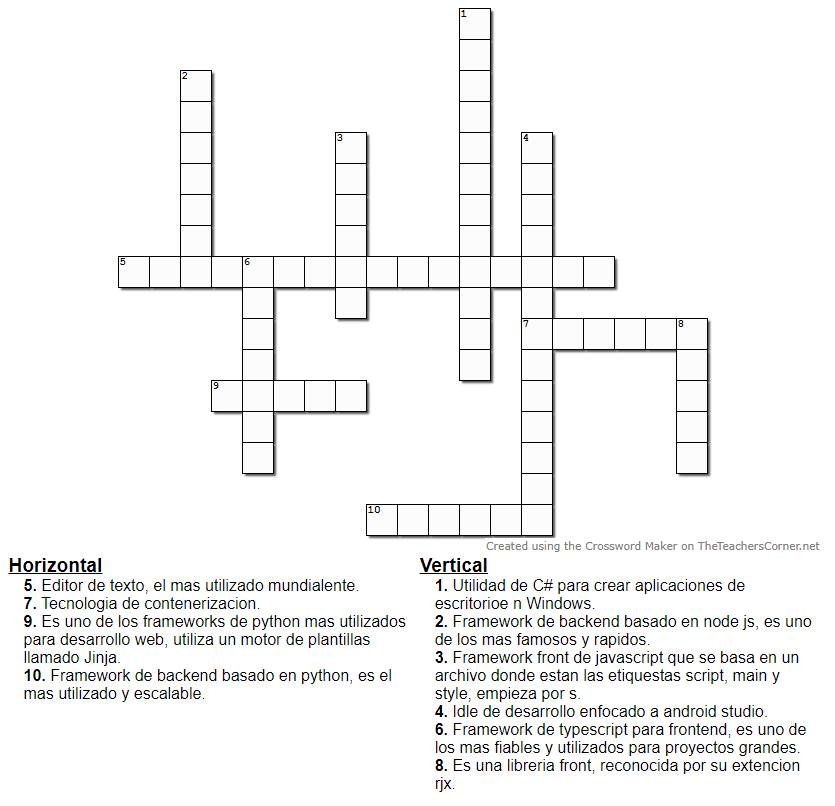 1
2
3
4
5
6
7
8
9
10
Created using the Crossword Maker on TheTeachersCorner.net
Horizontal
5. Editor de texto, el mas utilizado mundialente.
7. Tecnologia de contenerizacion.
9. Es uno de los frameworks de python mas utilizados
para desarrollo web, utiliza un motor de plantillas
llamado Jinja.
10. Framework de backend basado en python, es el
mas utilizado y escalable.
Vertical
1. Utilidad de C# para crear aplicaciones de
escritorioe n Windows.
2. Framework de backend basado en node js, es uno
de los mas famosos y rapidos.
3. Framework front de javascript que se basa en un
archivo donde estan las etiquestas script, main y
style, empieza por s.
4. Idle de desarrollo enfocado a android studio.
6. Framework de typescript para frontend, es uno de
los mas fiables y utilizados para proyectos grandes.
8. Es una libreria front, reconocida por su extencion
rjx.